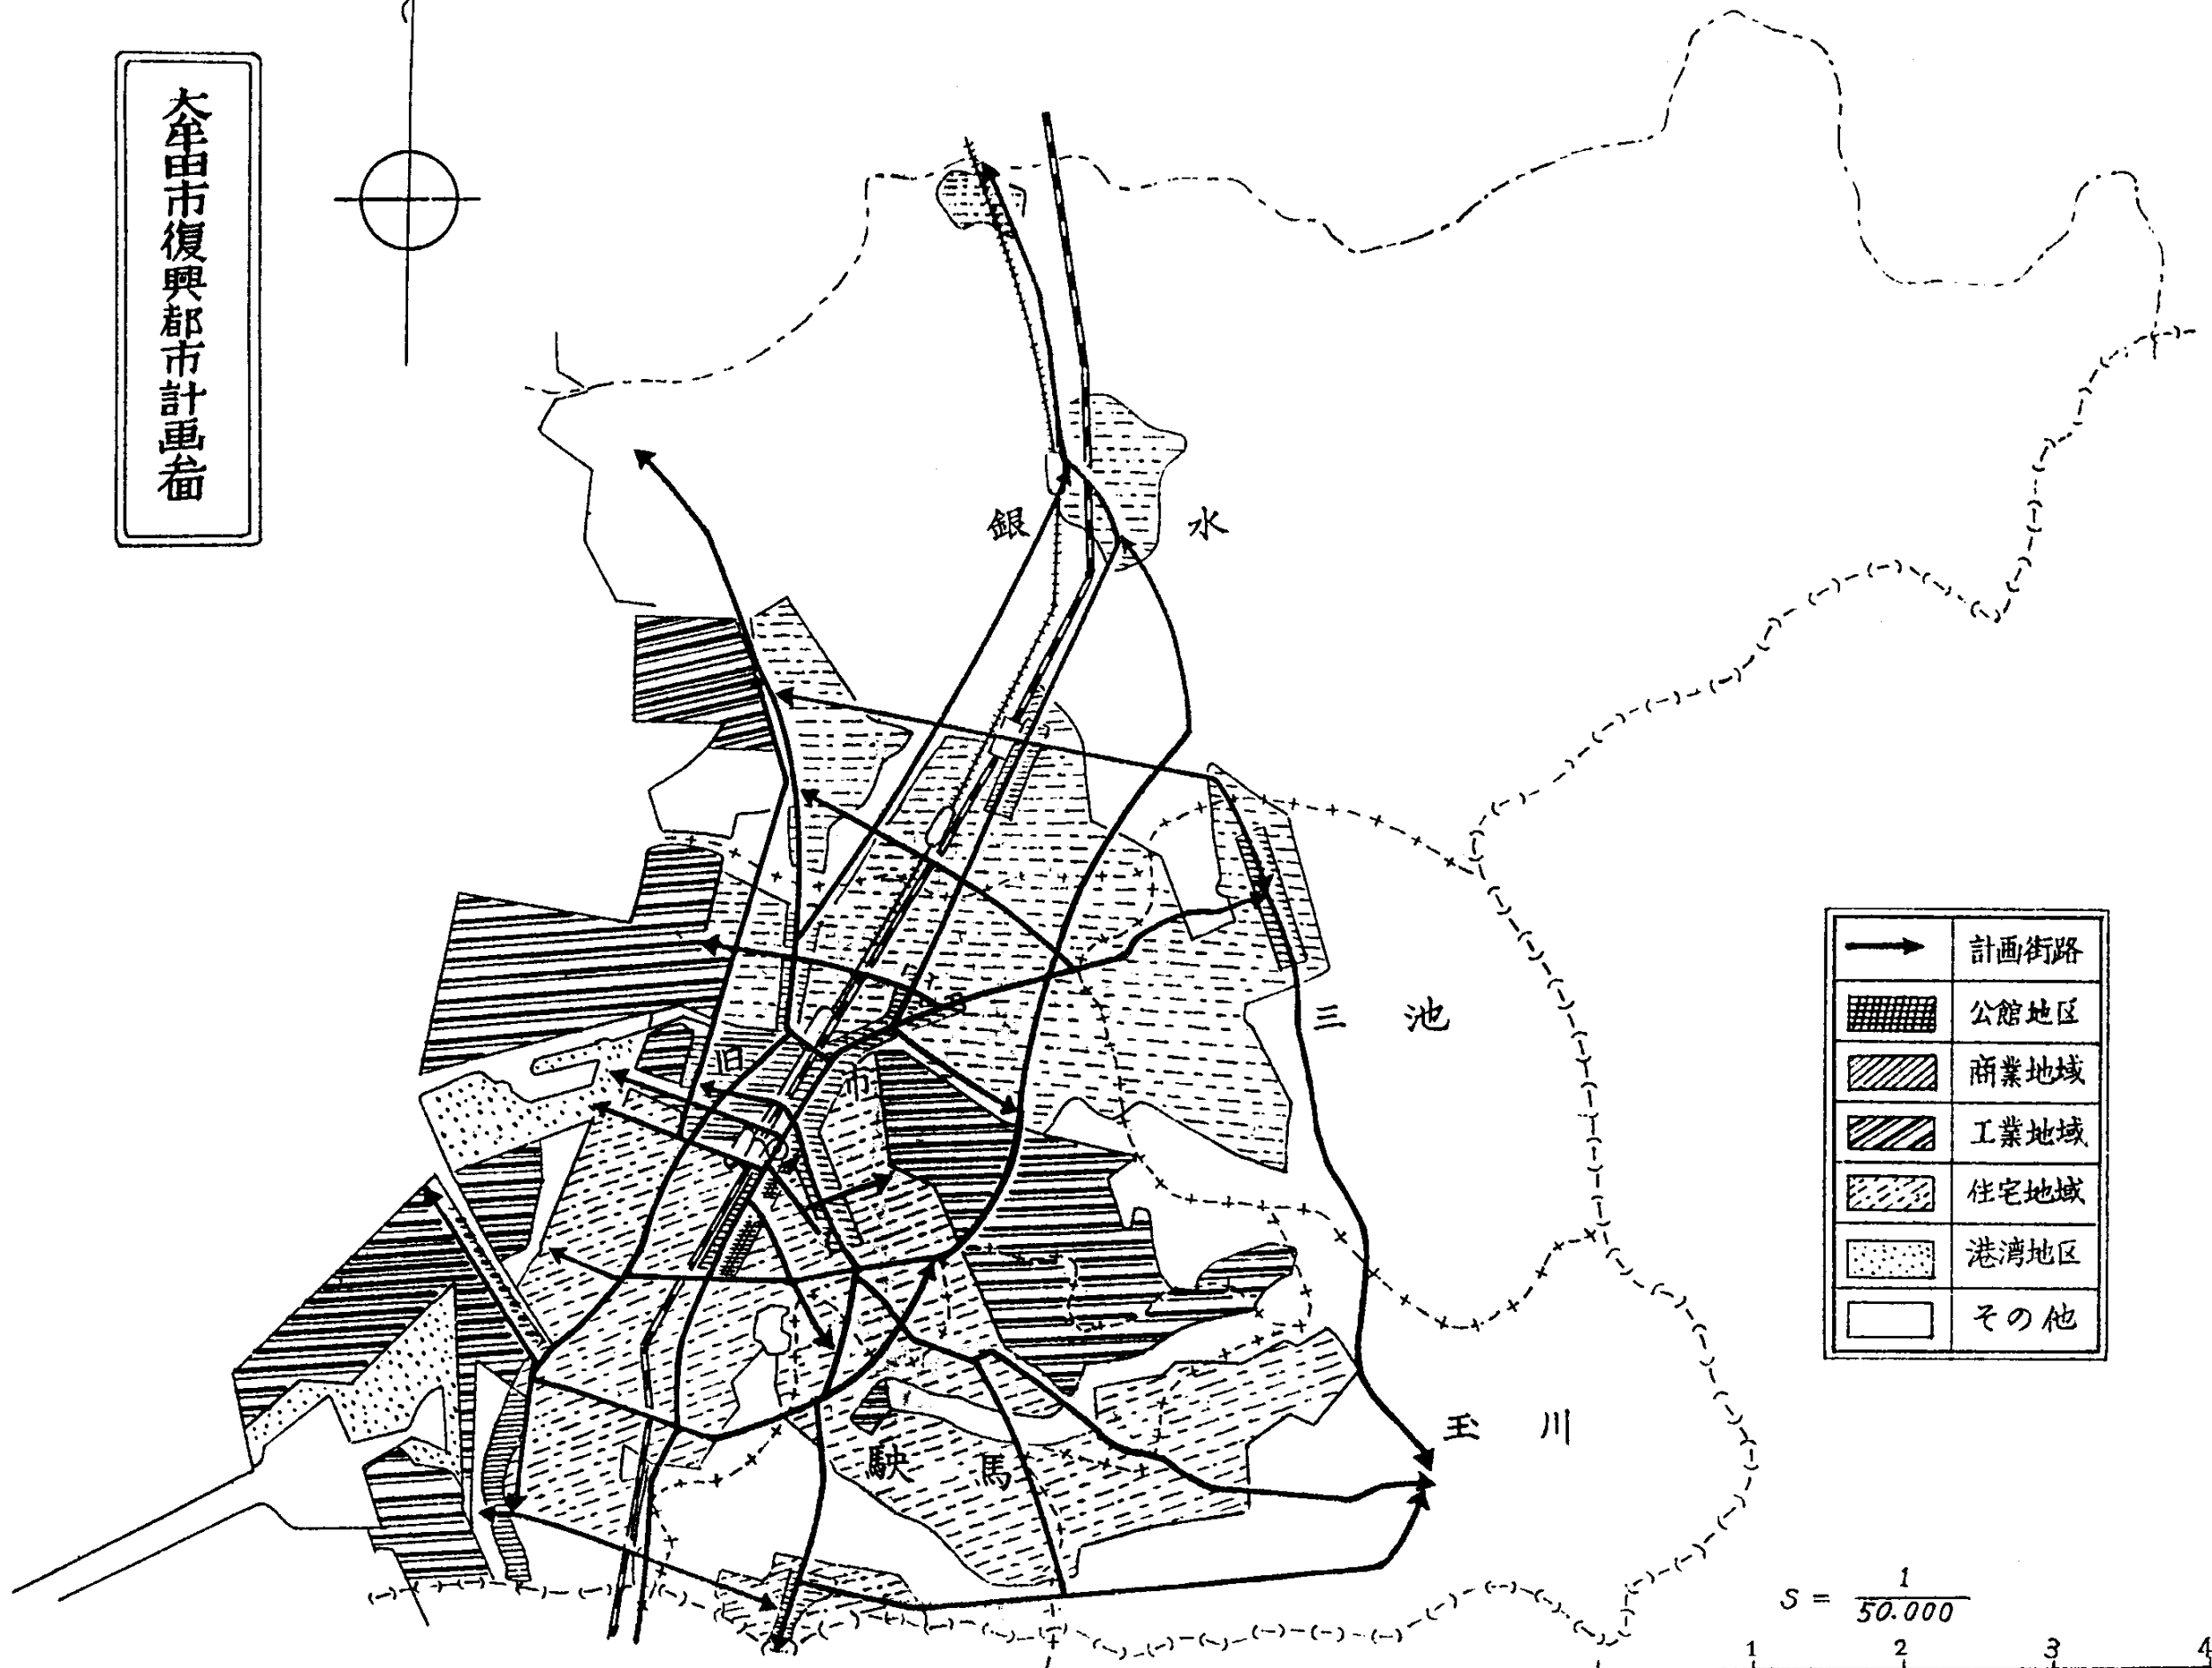 大牟田市復興都市計画図面
銀水
三池
旧市
玉川
駛馬
計画街路
公館地区
商業地域
工業地域
住宅地域
港湾地区
その他
S = 1/50.000
1 2 3 4